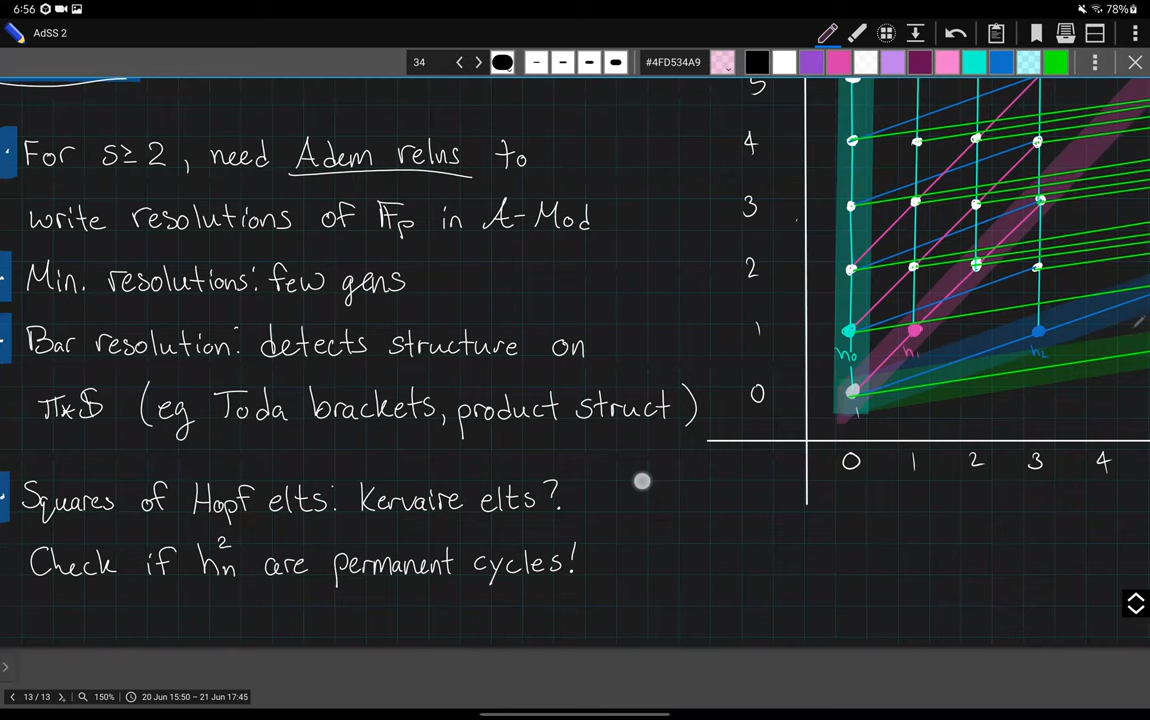 6:56
78%
AdSS 2
34
#4FD534A9
For s≥2, need Adem relns to
write resolutions of 𝔽p in A-Mod
Min. resolutions: few gens
Bar resolution: detects structure on
π*$ (eg Toda brackets, product struct)
Squares of Hopf elts: Kervaire elts?
Check if hn² are permanent cycles!
5
4
3
2
1
0
h0
h1
h2
1
0
1
2
3
4
13 / 13
150%
20 Jun 15:50 - 21 Jun 17:45